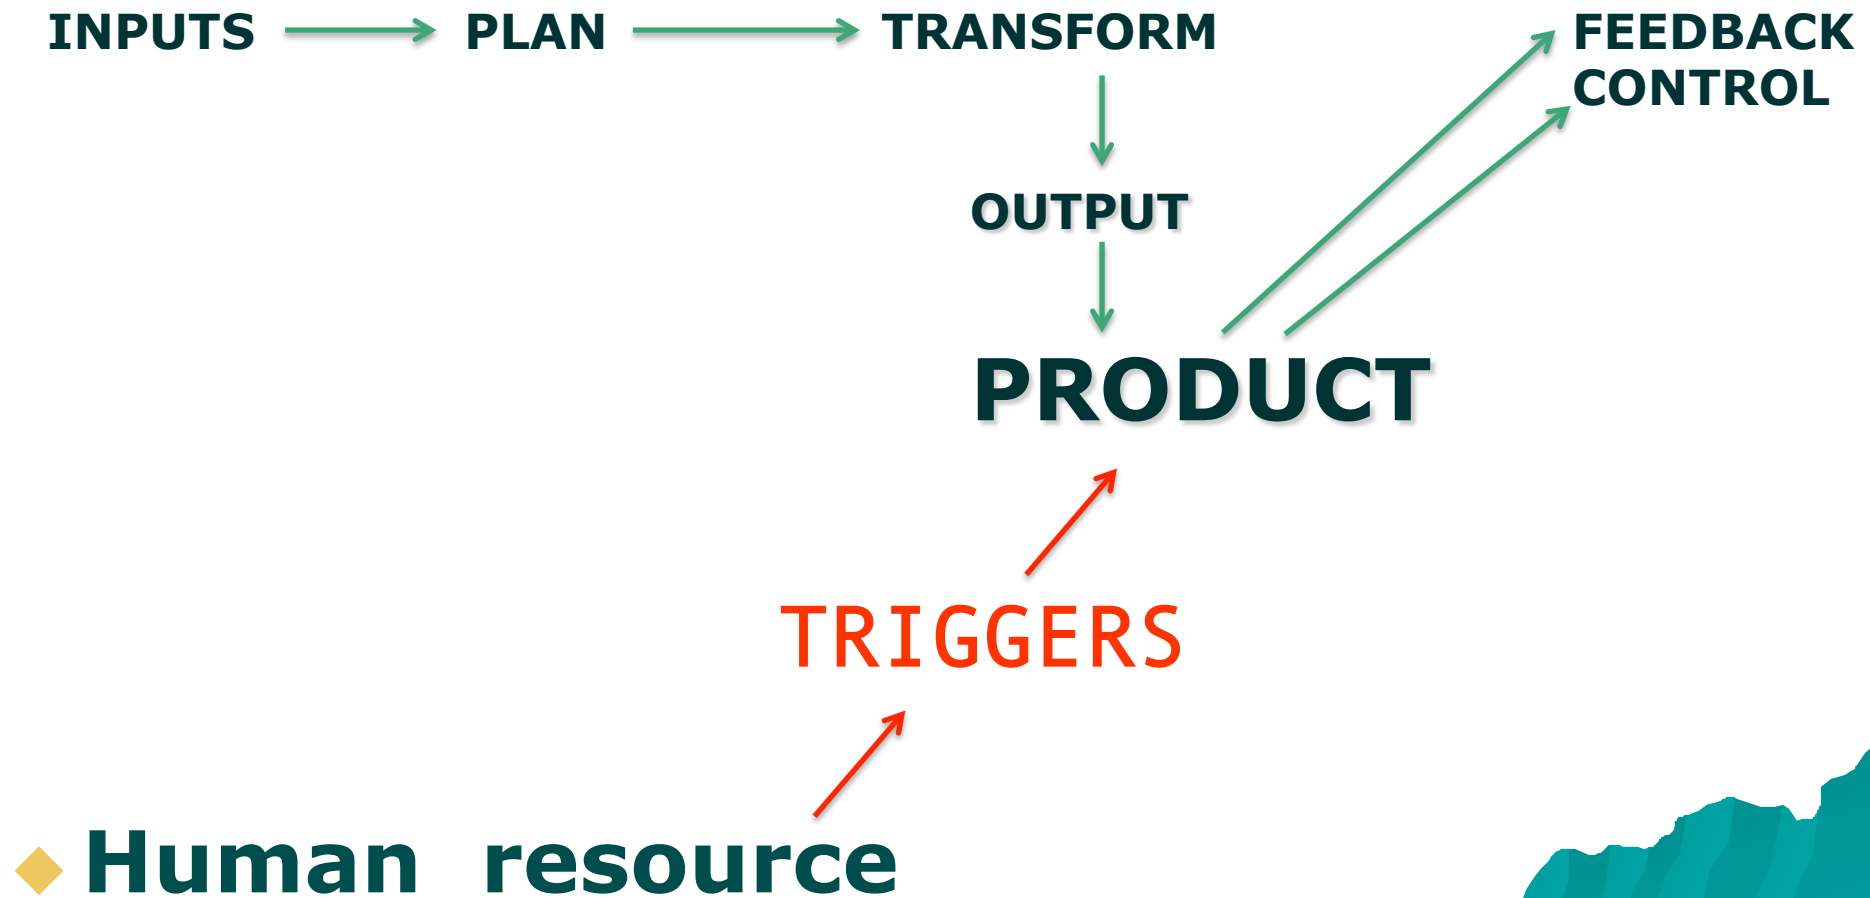 INPUTS PLAN TRANSFORM FEEDBACK
CONTROL
OUTPUT
PRODUCT
TRIGGERS
Human resource